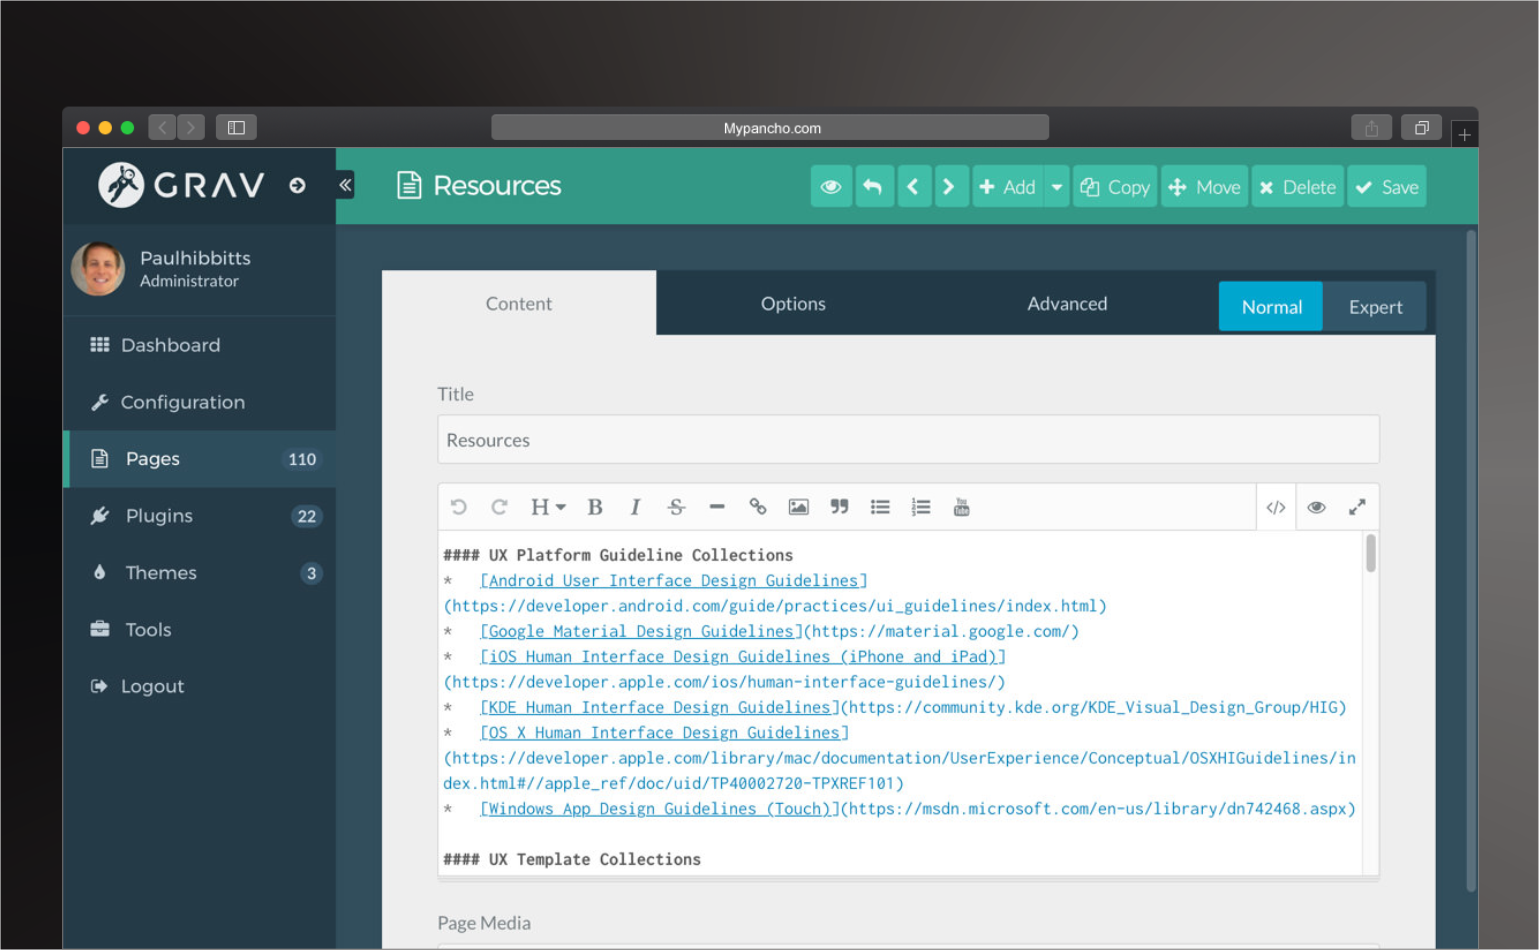 Mypancho.com
GRAV
Resources
Add
Copy
Move
Delete
Save
Paulhibbitts
Administrator
Dashboard
Configuration
Pages 110
Plugins 22
Themes 3
Tools
Logout
Content Options Advanced Normal Expert
Title
Resources
H B I S
You Tube
#### UX Platform Guideline Collections
* [Android User Interface Design Guidelines]
(https://developer.android.com/guide/practices/ui_guidelines/index.html)
* [Google Material Design Guidelines](https://material.google.com/)
* [iOS Human Interface Design Guidelines (iPhone and iPad)]
(https://developer.apple.com/ios/human-interface-guidelines/)
* [KDE Human Interface Design Guidelines](https://community.kde.org/KDE_Visual_Design_Group/HIG)
* [OS X Human Interface Design Guidelines]
(https://developer.apple.com/library/mac/documentation/UserExperience/Conceptual/OSXHIGuidelines/in
dex.html#//apple_ref/doc/uid/TP40002720-TPXREF101)
* [Windows App Design Guidelines (Touch)](https://msdn.microsoft.com/en-us/library/dn742468.aspx)
#### UX Template Collections
Page Media